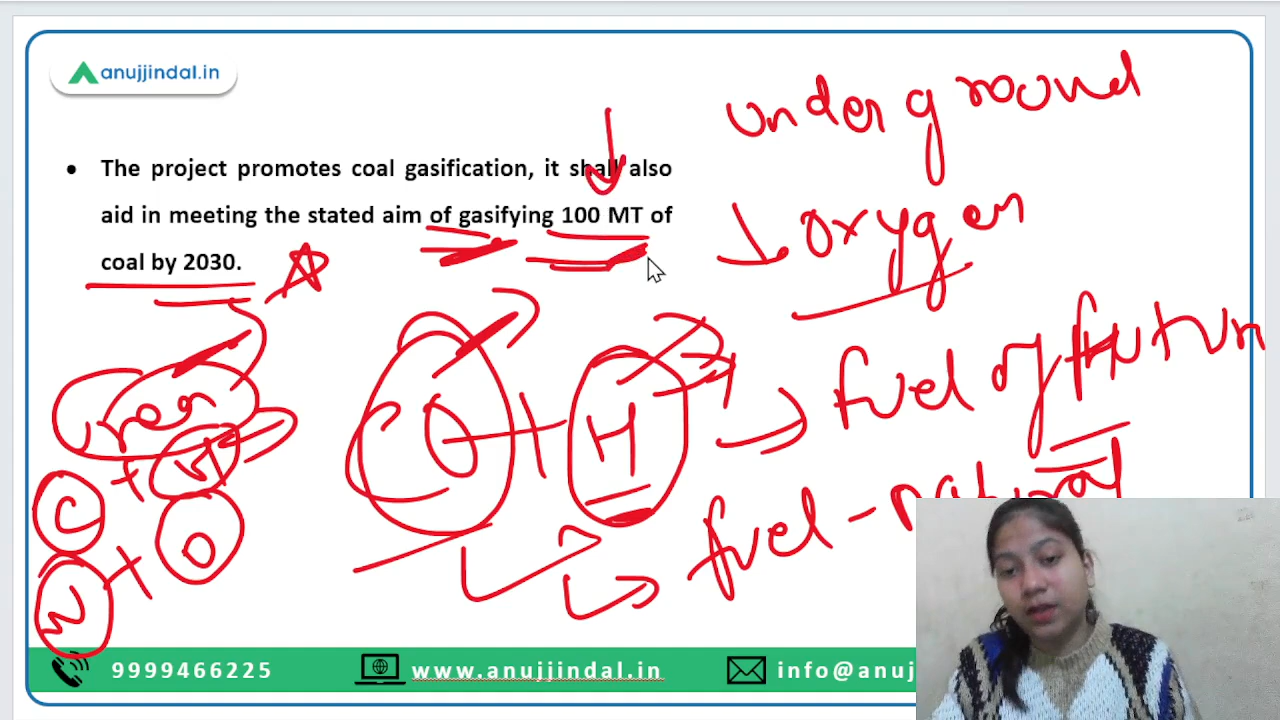 anujjindal.in
underground
The project promotes coal gasification, it shall also
aid in meeting the stated aim of gasifying 100 MT of
coal by 2030.
oxygen
CO + H
fuel of
fuel - natural
C + H
N + O
9999466225
www.anujjindal.in
info@anuj